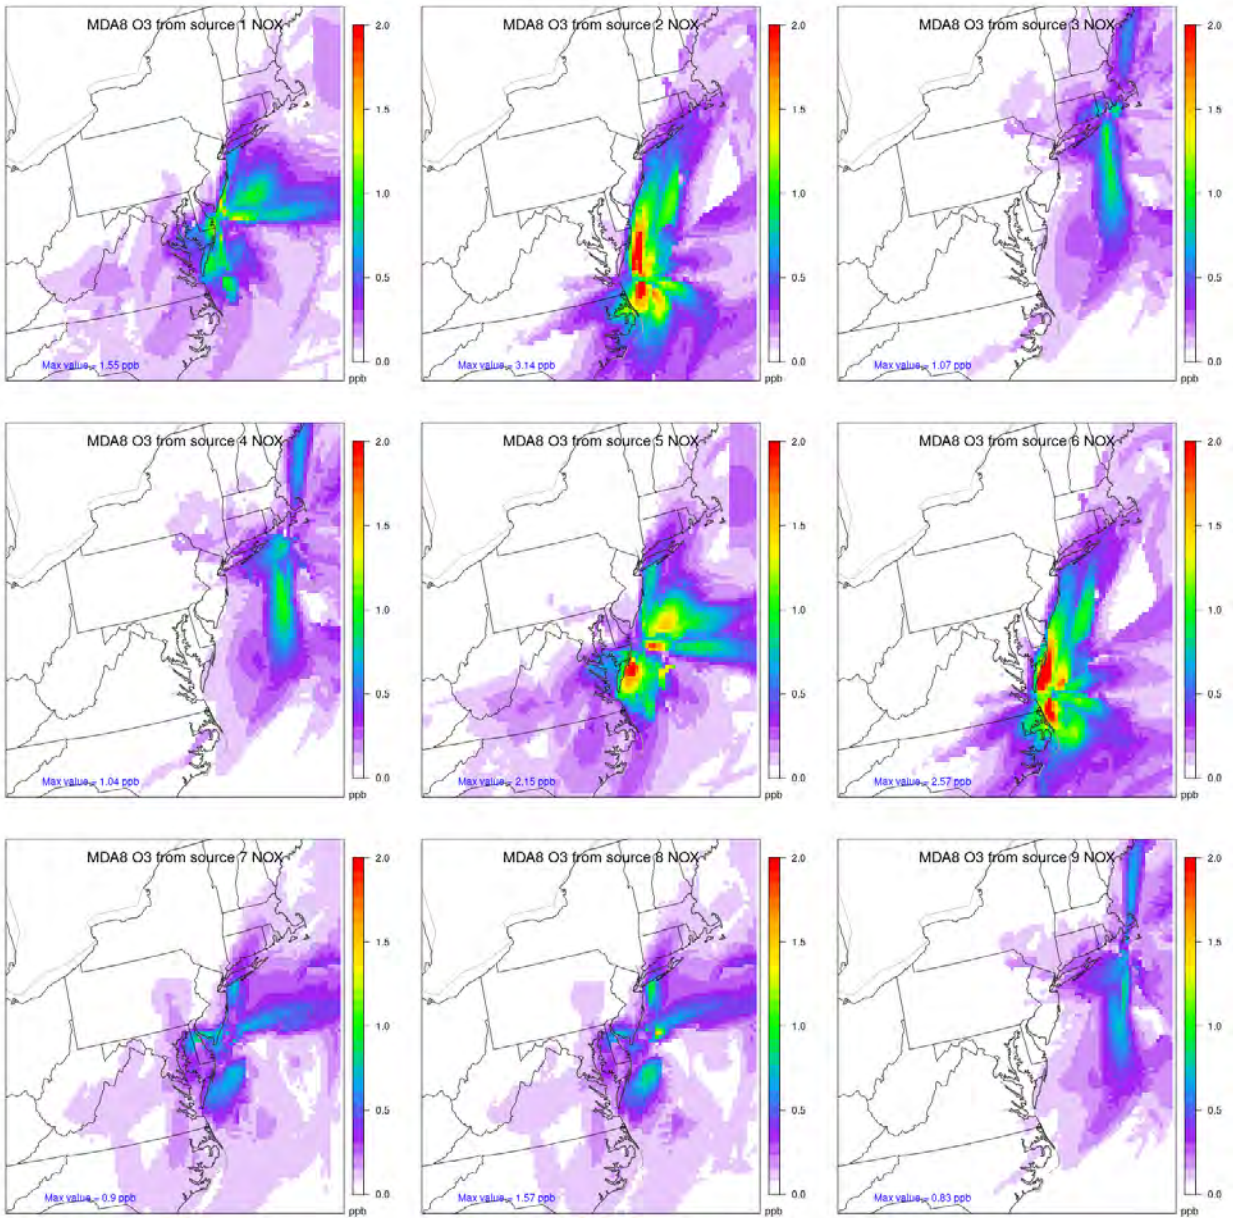 MDA8 O3 from source 1 NOX
2.0
1.5
1.0
0.5
0.0
Max value = 1.55 ppb
ppb
MDA8 O3 from source 2 NOX
2.0
1.5
1.0
0.5
0.0
Max value = 3.14 ppb
ppb
MDA8 O3 from source 3 NOX
2.0
1.5
1.0
0.5
0.0
Max value = 1.07 ppb
ppb
MDA8 O3 from source 4 NOX
2.0
1.5
1.0
0.5
0.0
Max value = 1.04 ppb
ppb
MDA8 O3 from source 5 NOX
2.0
1.5
1.0
0.5
0.0
Max value = 2.15 ppb
ppb
MDA8 O3 from source 6 NOX
2.0
1.5
1.0
0.5
0.0
Max value = 2.57 ppb
ppb
MDA8 O3 from source 7 NOX
2.0
1.5
1.0
0.5
0.0
Max value = 0.9 ppb
ppb
MDA8 O3 from source 8 NOX
2.0
1.5
1.0
0.5
0.0
Max value = 1.57 ppb
ppb
MDA8 O3 from source 9 NOX
2.0
1.5
1.0
0.5
0.0
Max value = 0.83 ppb
ppb